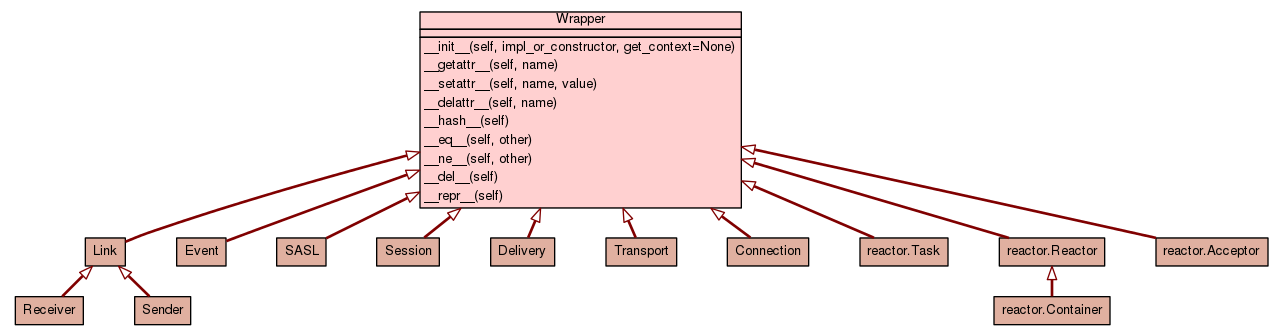 Wrapper
__init__(self, impl_or_constructor, get_context=None)
__getattr__(self, name)
__setattr__(self, name, value)
__delattr__(self, name)
__hash__(self)
__eq__(self, other)
__ne__(self, other)
__del__(self)
__repr__(self)
Link
Event
SASL
Session
Delivery
Transport
Connection
reactor.Task
reactor.Reactor
reactor.Acceptor
Receiver
Sender
reactor.Container